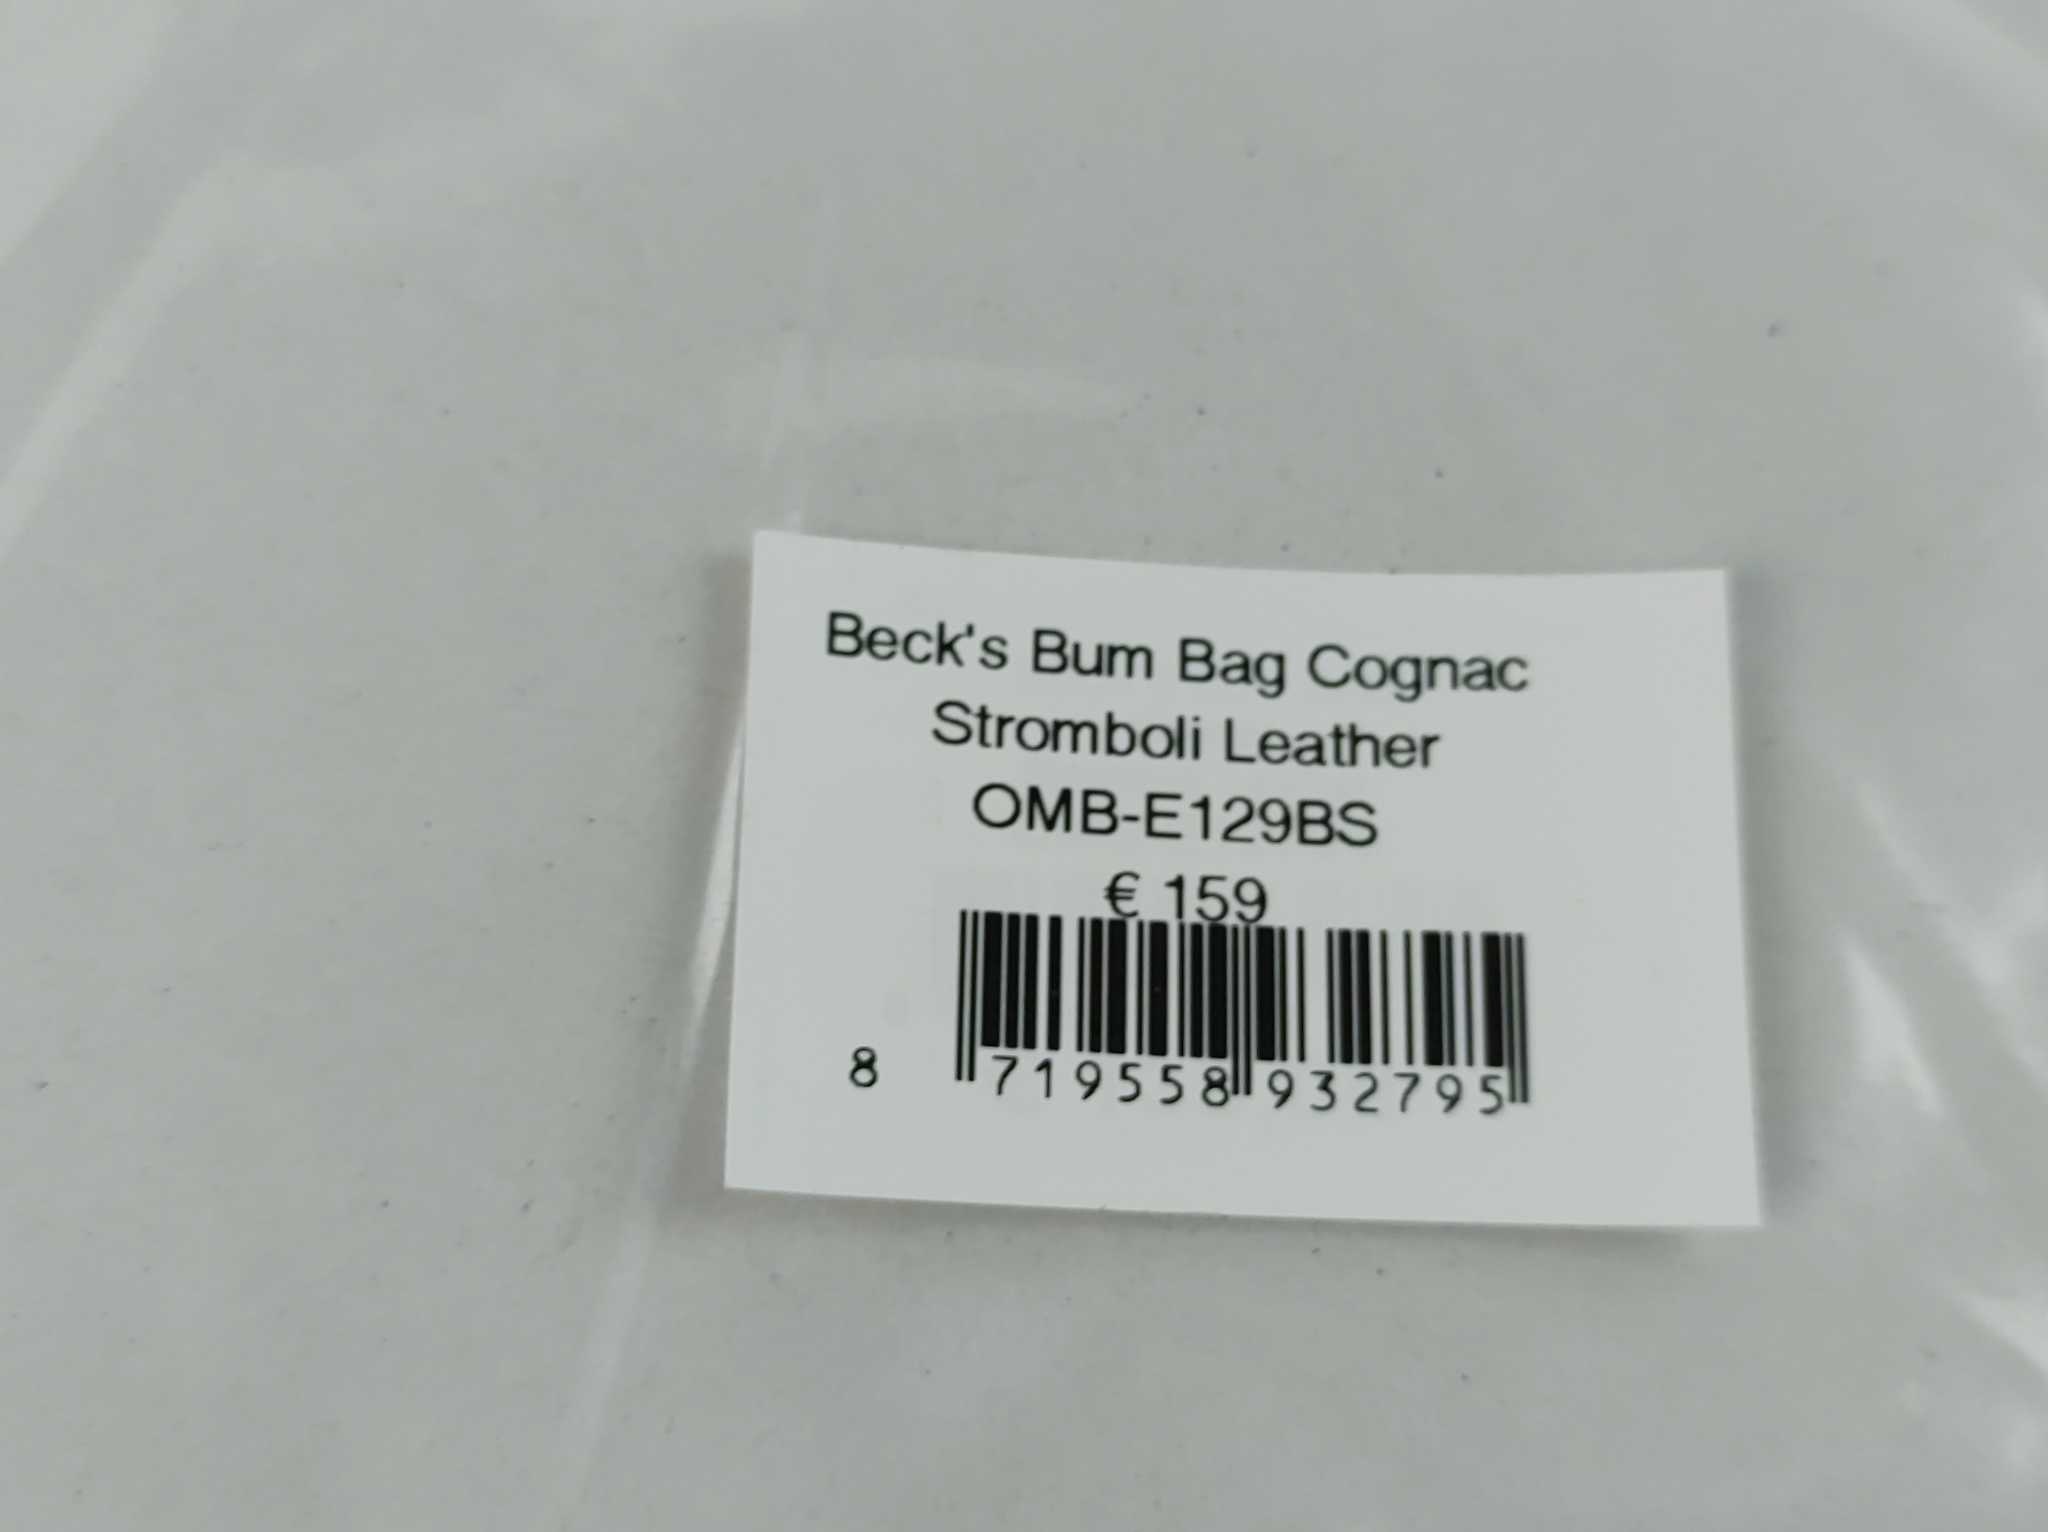 Beck's Bum Bag Cognac
Stromboli Leather
OMB-E129BS
€ 159
8 719558 932795